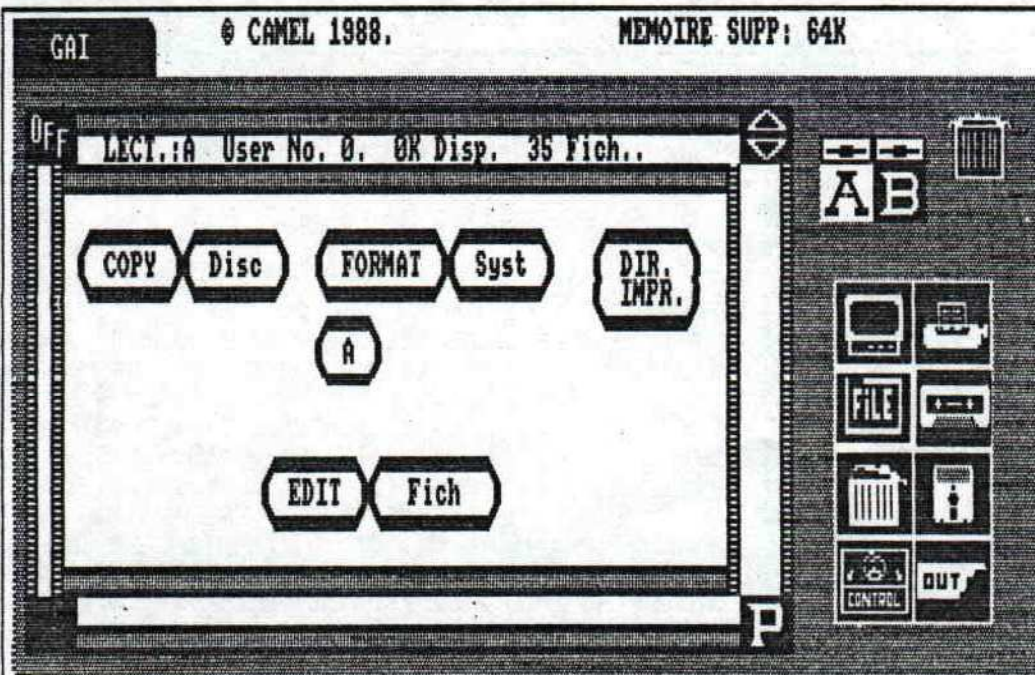 GAI © CAMEL 1988. MEMOIRE SUPP: 64K
OFF
LECT.:A User No. 0. 0K Disp. 35 Fich..
A B
COPY Disc FORMAT Syst DIR.
IMPR.
A
EDIT Fich
FILE
CONTROL OUT
P